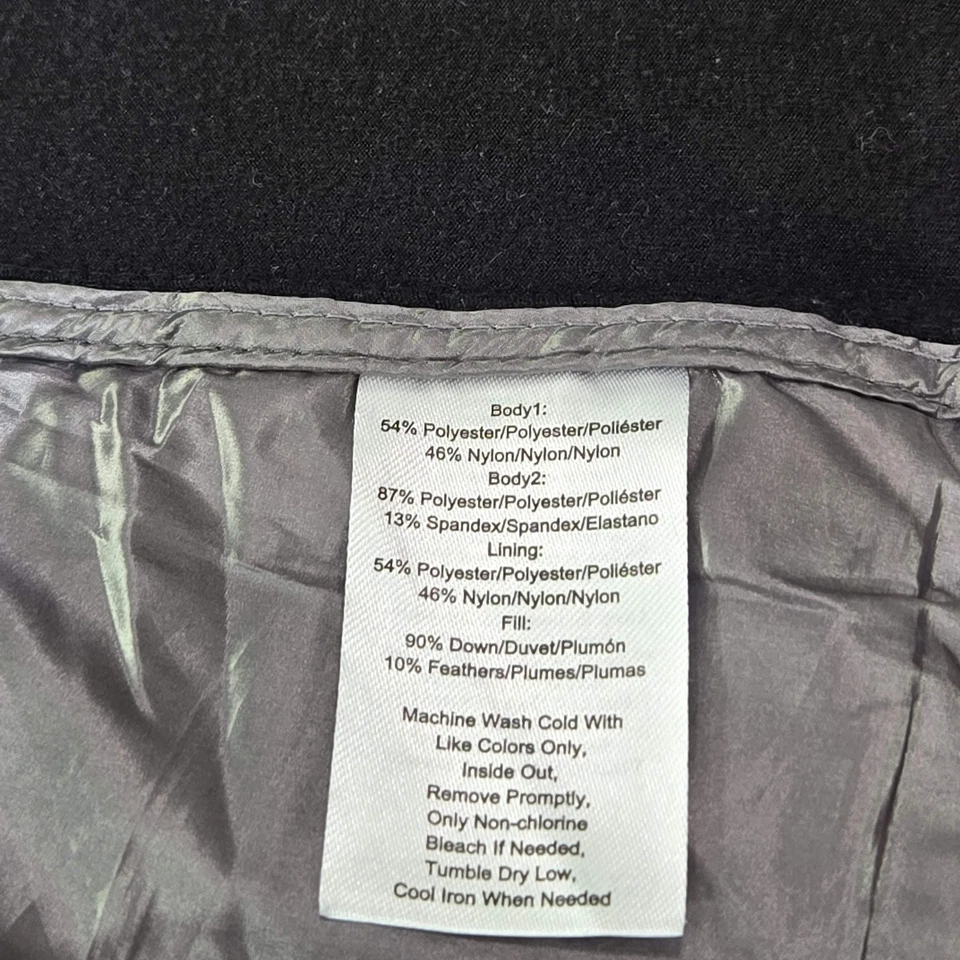 Body1:
54% Polyester/Polyester/Poliéster
46% Nylon/Nylon/Nylon
Body2:
87% Polyester/Polyester/Poliéster
13% Spandex/Spandex/Elastano
Lining:
54% Polyester/Polyester/Poliéster
46% Nylon/Nylon/Nylon
Fill:
90% Down/Duvet/Plumón
10% Feathers/Plumes/Plumas
Machine Wash Cold With
Like Colors Only,
Inside Out,
Remove Promptly,
Only Non-chlorine
Bleach If Needed,
Tumble Dry Low,
Cool Iron When Needed